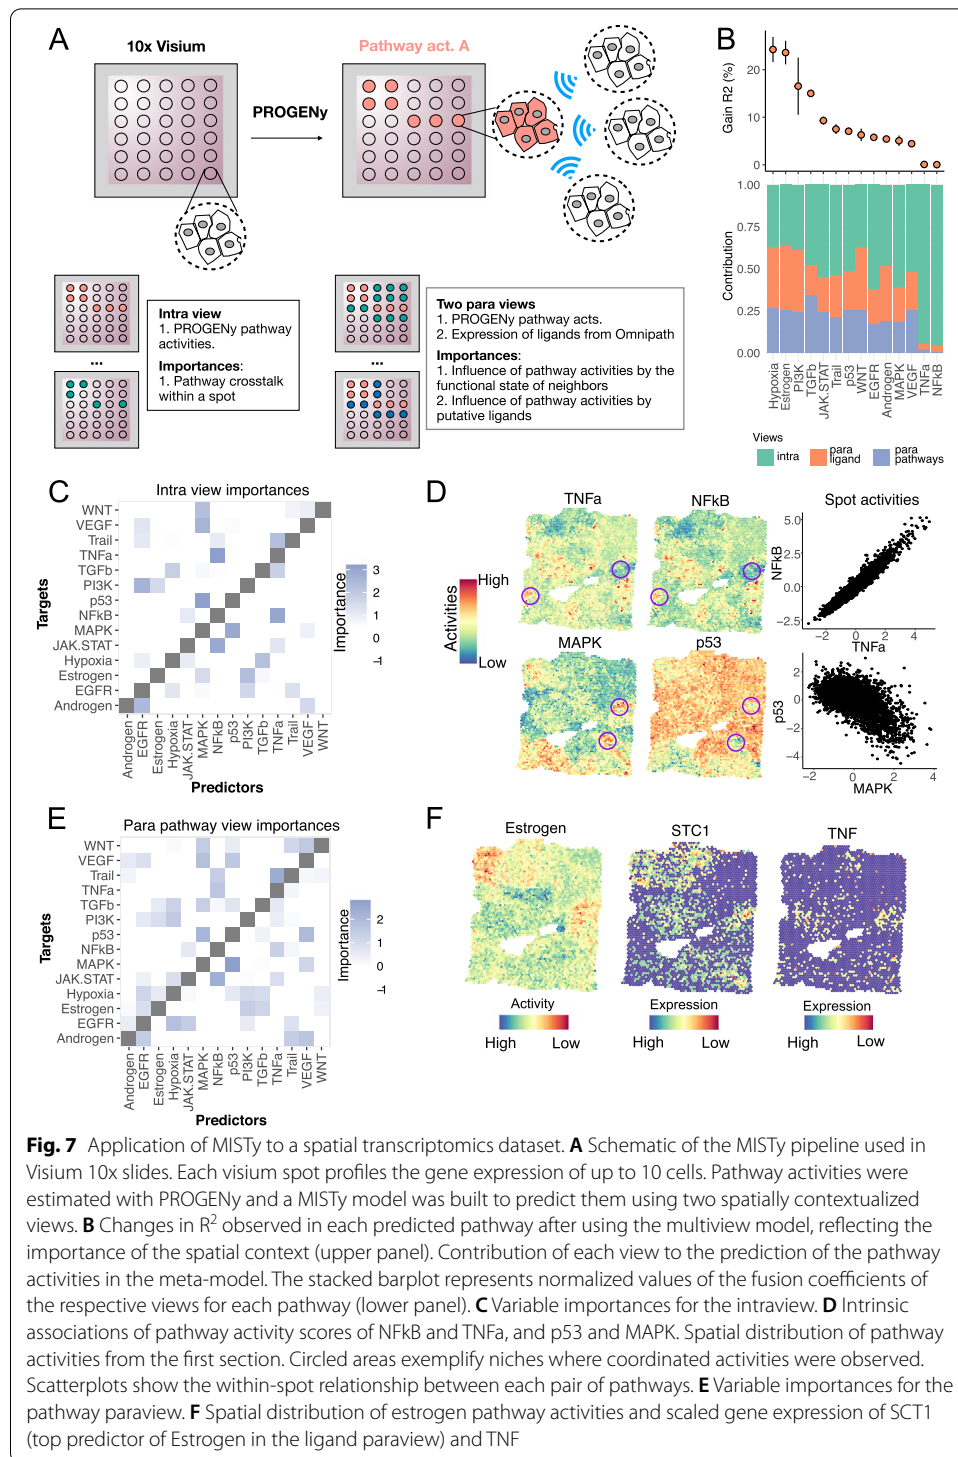 A
10x Visium
Pathway act. A
PROGENy
Intra view
1. PROGENy pathway
activities.
Importances:
1. Pathway crosstalk
within a spot
...
...
Two para views
1. PROGENy pathway acts.
2. Expression of ligands from Omnipath
Importances:
1. Influence of pathway activities by the
functional state of neighbors
2. Influence of pathway activities by
putative ligands
B
Gain R2 (%)
20
10
0
Contribution
1.00
0.75
0.50
0.25
0.00
Hypoxia
Estrogen
PI3K
TGFb
JAK.STAT
Trail
p53
WNT
EGFR
Androgen
MAPK
VEGF
TNFa
NFkB
Views
intra
para
ligand
para
pathways
C
Intra view importances
Targets
WNT
VEGF
Trail
TNFa
TGFb
PI3K
p53
NFkB
MAPK
JAK.STAT
Hypoxia
Estrogen
EGFR
Androgen
Androgen
EGFR
Estrogen
Hypoxia
JAK.STAT
MAPK
NFkB
p53
PI3K
TGFb
TNFa
Trail
VEGF
WNT
Predictors
Importance
3
2
1
0
−1
D
TNFa
NFkB
Spot activities
Activities
High
Low
MAPK
p53
NFkB
5.0
2.5
0.0
−2.5
−2
0
2
4
TNFa
p53
2
0
−2
−4
−2
0
2
4
MAPK
E
Para pathway view importances
Targets
WNT
VEGF
Trail
TNFa
TGFb
PI3K
p53
NFkB
MAPK
JAK.STAT
Hypoxia
Estrogen
EGFR
Androgen
Androgen
EGFR
Estrogen
Hypoxia
JAK.STAT
MAPK
NFkB
p53
PI3K
TGFb
TNFa
Trail
VEGF
WNT
Predictors
Importance
2
1
0
−1
F
Estrogen
STC1
TNF
Activity
High
Low
Expression
High
Low
Expression
High
Low
Fig. 7 Application of MISTy to a spatial transcriptomics dataset. A Schematic of the MISTy pipeline used in
Visium 10x slides. Each visium spot profiles the gene expression of up to 10 cells. Pathway activities were
estimated with PROGENy and a MISTy model was built to predict them using two spatially contextualized
views. B Changes in R2 observed in each predicted pathway after using the multiview model, reflecting the
importance of the spatial context (upper panel). Contribution of each view to the prediction of the pathway
activities in the meta-model. The stacked barplot represents normalized values of the fusion coefficients of
the respective views for each pathway (lower panel). C Variable importances for the intraview. D Intrinsic
associations of pathway activity scores of NFkB and TNFa, and p53 and MAPK. Spatial distribution of pathway
activities from the first section. Circled areas exemplify niches where coordinated activities were observed.
Scatterplots show the within-spot relationship between each pair of pathways. E Variable importances for the
pathway paraview. F Spatial distribution of estrogen pathway activities and scaled gene expression of SCT1
(top predictor of Estrogen in the ligand paraview) and TNF